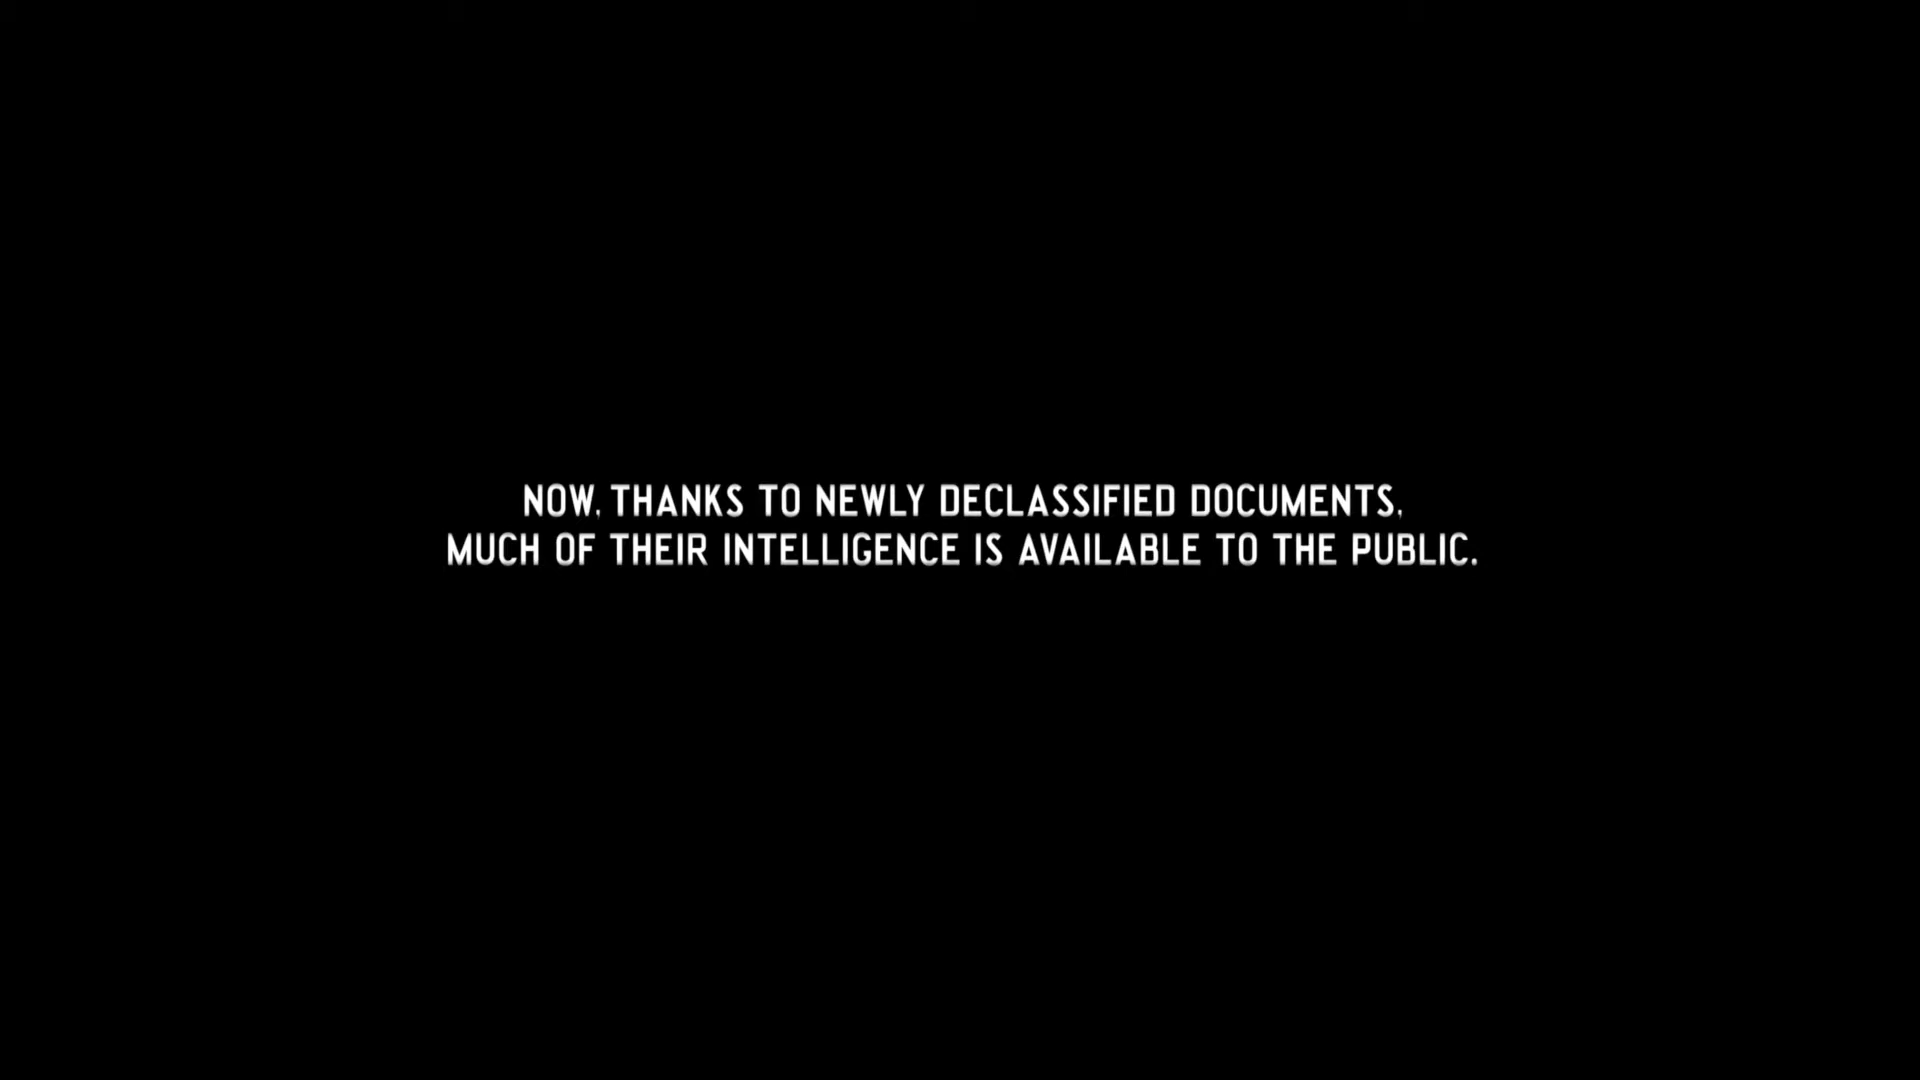 NOW, THANKS TO NEWLY DECLASSIFIED DOCUMENTS,
MUCH OF THEIR INTELLIGENCE IS AVAILABLE TO THE PUBLIC.